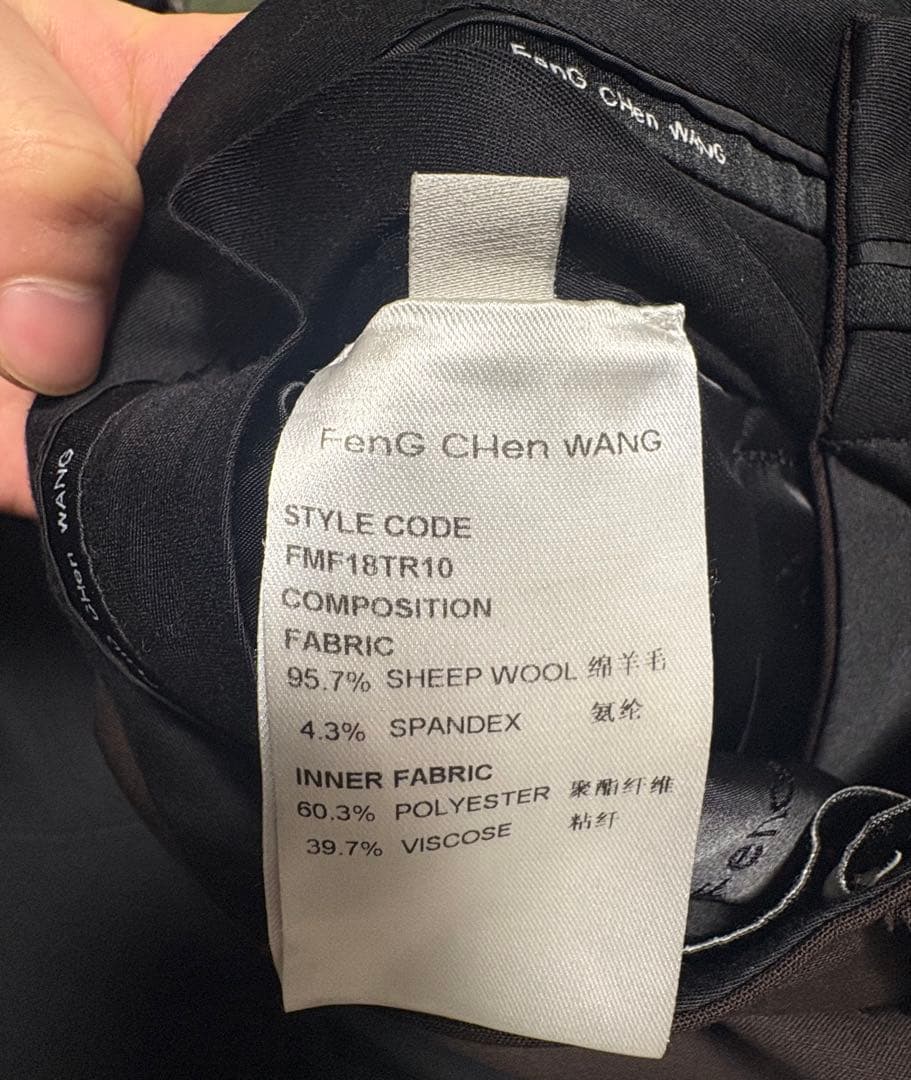 FenG CHen WANG
FenG CHen WANG
STYLE CODE
FMF18TR10
COMPOSITION
FABRIC
95.7% SHEEP WOOL 绵羊毛
4.3% SPANDEX 氨纶
INNER FABRIC
60.3% POLYESTER 聚酯纤维
39.7% VISCOSE 粘纤
CHen WANG